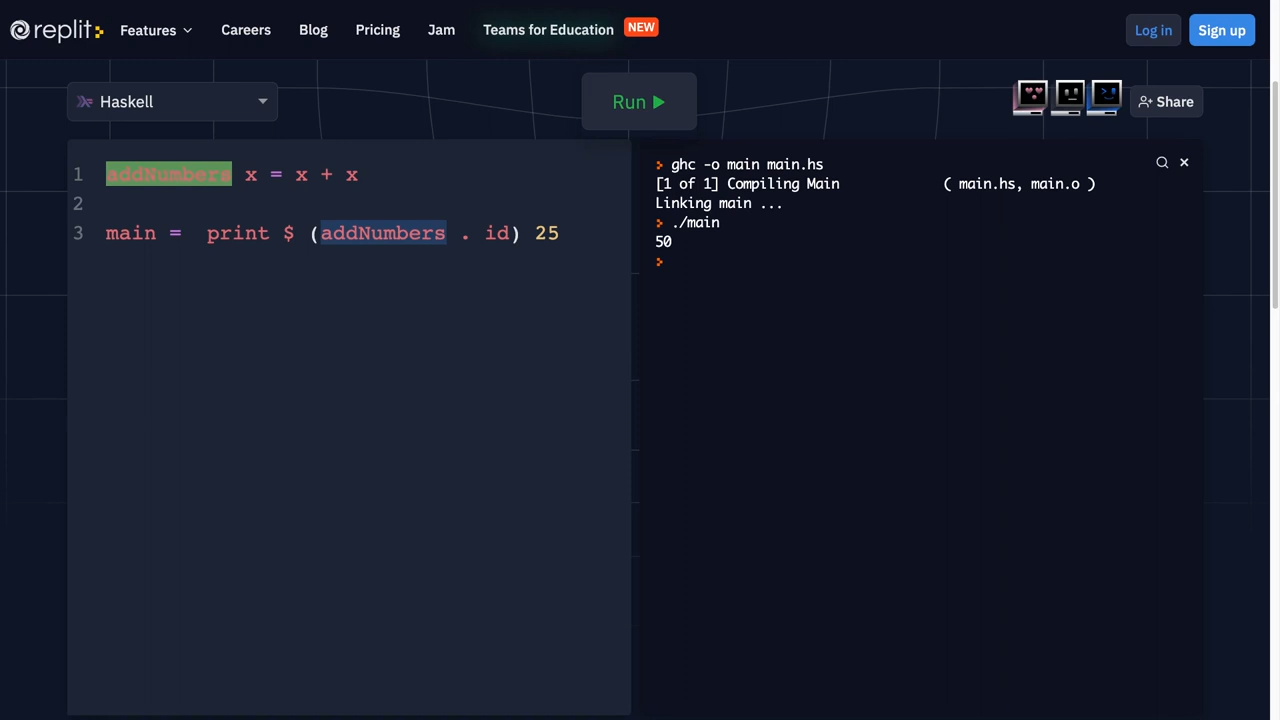 replit Features Careers Blog Pricing Jam Teams for Education NEW Log in Sign up
Haskell Run Share
1 addNumbers x = x + x
2
3 main =  print $ (addNumbers . id) 25
ghc -o main main.hs
[1 of 1] Compiling Main             ( main.hs, main.o )
Linking main ...
./main
50